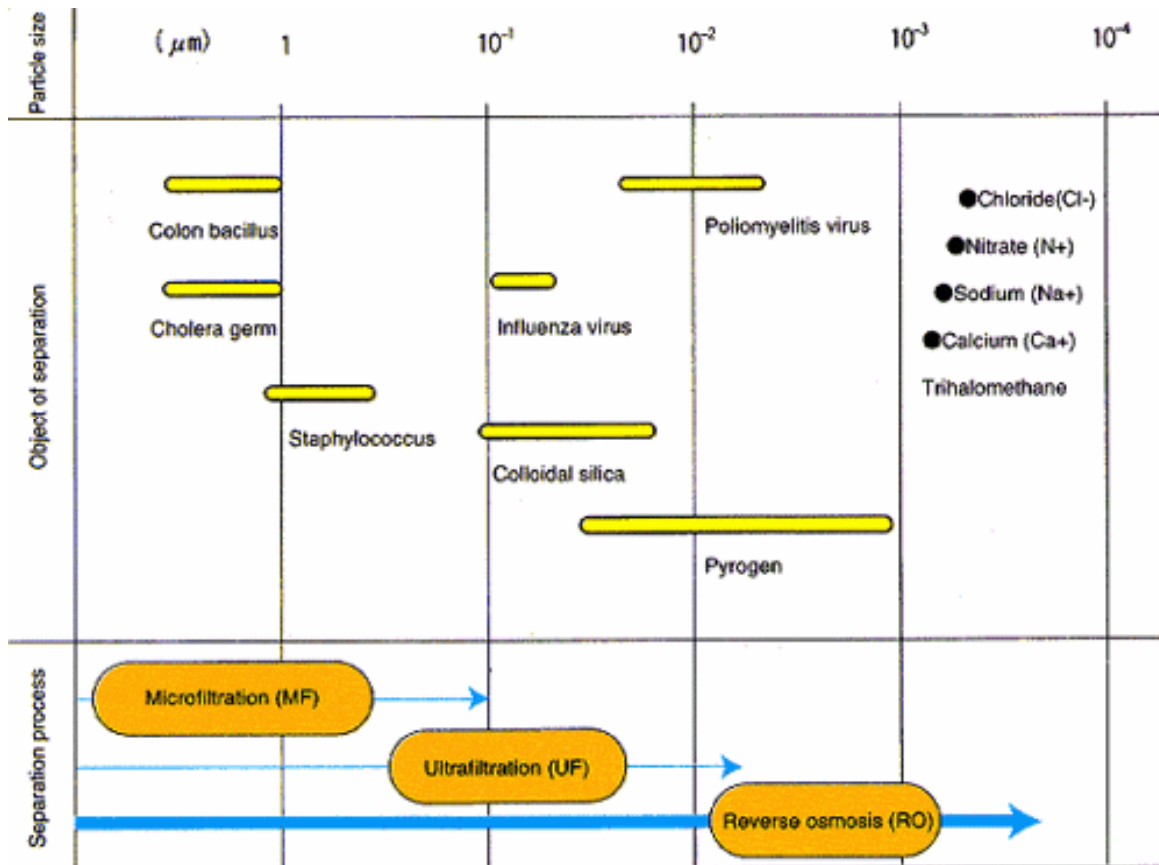 Particle size
(μm)
1
10⁻¹
10⁻²
10⁻³
10⁻⁴
Object of separation
Colon bacillus
Poliomyelitis virus
Chloride(Cl-)
Nitrate (N+)
Cholera germ
Influenza virus
Sodium (Na+)
Calcium (Ca+)
Trihalomethane
Staphylococcus
Colloidal silica
Pyrogen
Separation process
Microfiltration (MF)
Ultrafiltration (UF)
Reverse osmosis (RO)